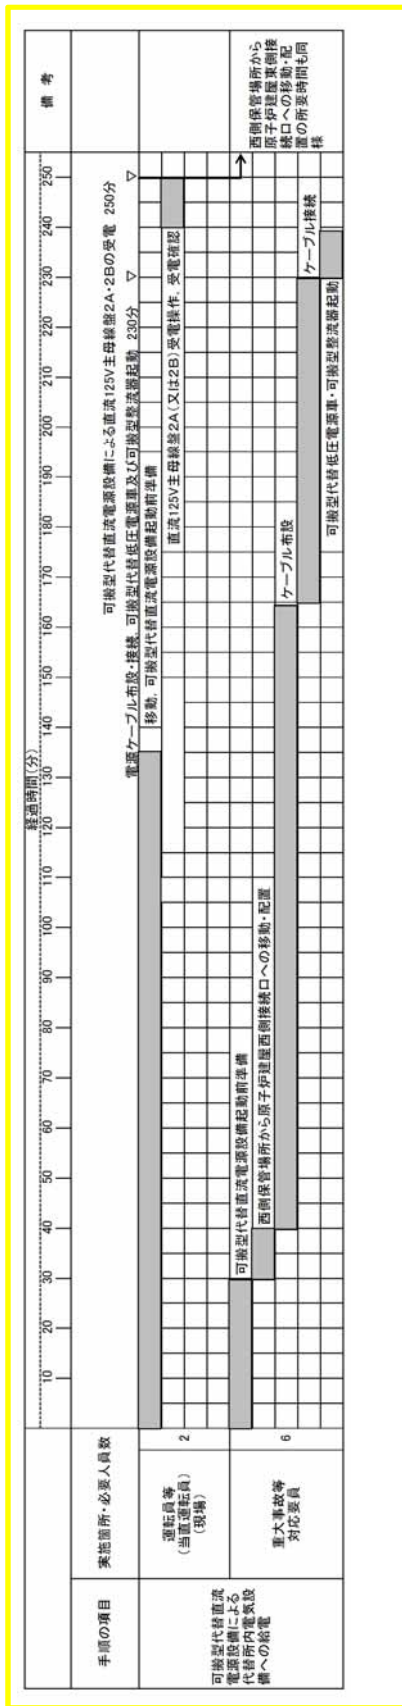 経過時間(分)
備考
10 20 30 40 50 60 70 80 90 100 110 120 130 140 150 160 170 180 190 200 210 220 230 240 250
手順の項目
実施箇所・必要人員数
可搬型代替直流電源設備による直流125V主母線盤2A・2Bの受電 250分
電源ケーブル布設・接続, 可搬型代替低圧電源車及び可搬型整流器起動 230分
可搬型代替直流
電源設備による
代替所内電気設
備への給電
運転員等
(当直運転員)
(現場)
2
移動, 可搬型代替直流電源設備起動前準備
直流125V主母線盤2A(又は2B)受電操作, 受電確認
重大事故等
対応要員
6
可搬型代替直流電源設備起動前準備
西側保管場所から原子炉建屋西側接続口への移動・配置
ケーブル布設
ケーブル接続
可搬型代替低圧電源車・可搬型整流器起動
西側保管場所から
原子炉建屋東側接
続口への移動・配
置の所要時間も同
様